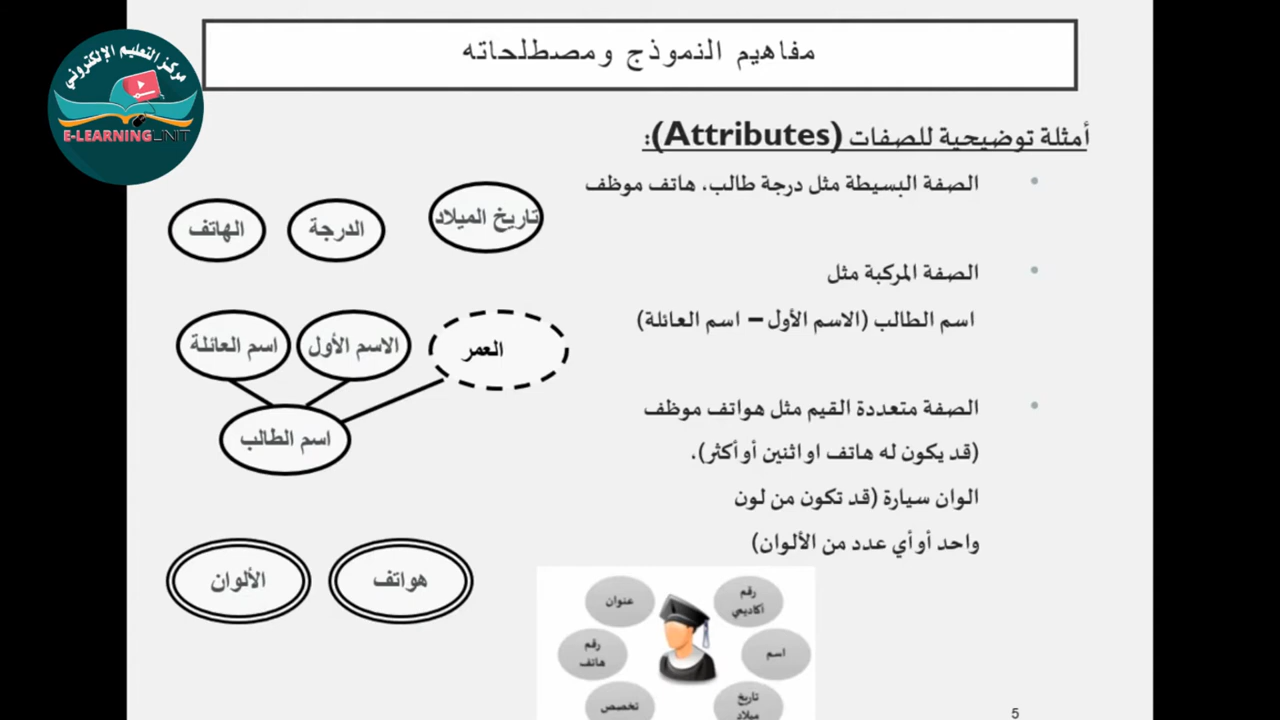 مركز التعليم الإلكتروني
E-LEARNING UNIT
مفاهيم النموذج ومصطلحاته
أمثلة توضيحية للصفات (Attributes):
• الصفة البسيطة مثل درجة طالب، هاتف موظف
تاريخ الميلاد
الدرجة
الهاتف
• الصفة المركبة مثل
اسم الطالب (الاسم الأول – اسم العائلة)
العمر
الاسم الأول
اسم العائلة
اسم الطالب
• الصفة متعددة القيم مثل هواتف موظف
(قد يكون له هاتف او اثنين أو أكثر).
الوان سيارة (قد تكون من لون
واحد أو أي عدد من الألوان)
هواتف
الألوان
رقم
أكاديمي
عنوان
اسم
رقم
هاتف
تاريخ
ميلاد
تخصص
5